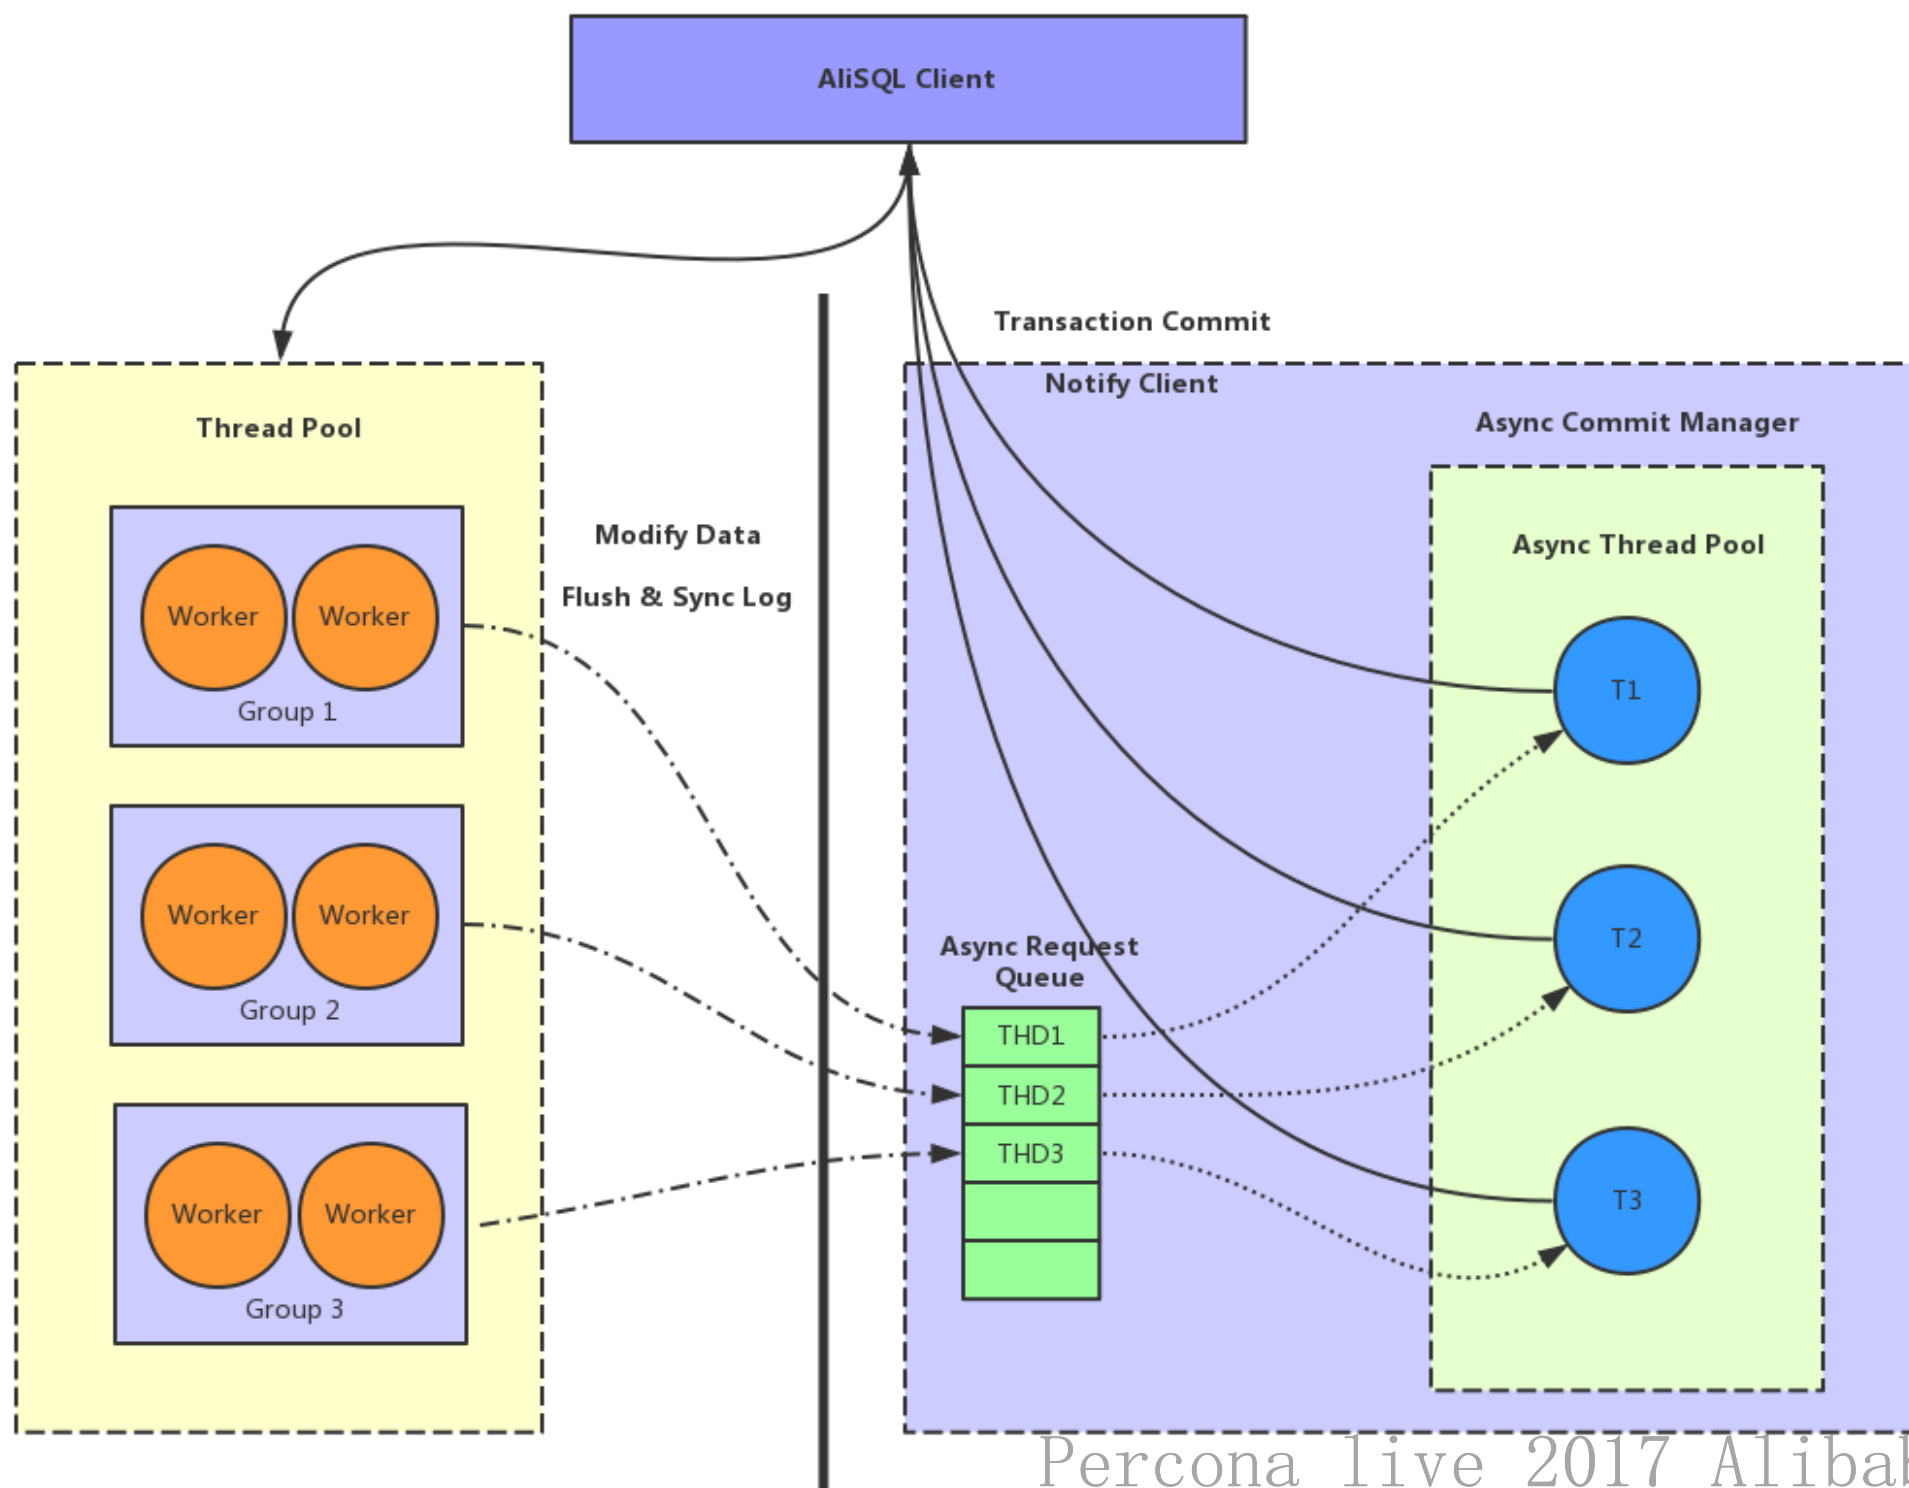 AliSQL Client
Transaction Commit
Notify Client
Thread Pool
Async Commit Manager
Modify Data
Flush & Sync Log
Async Thread Pool
Worker Worker
Group 1
T1
Worker Worker
Group 2
T2
Async Request
Queue
THD1
THD2
THD3
Worker Worker
Group 3
T3
Percona live 2017